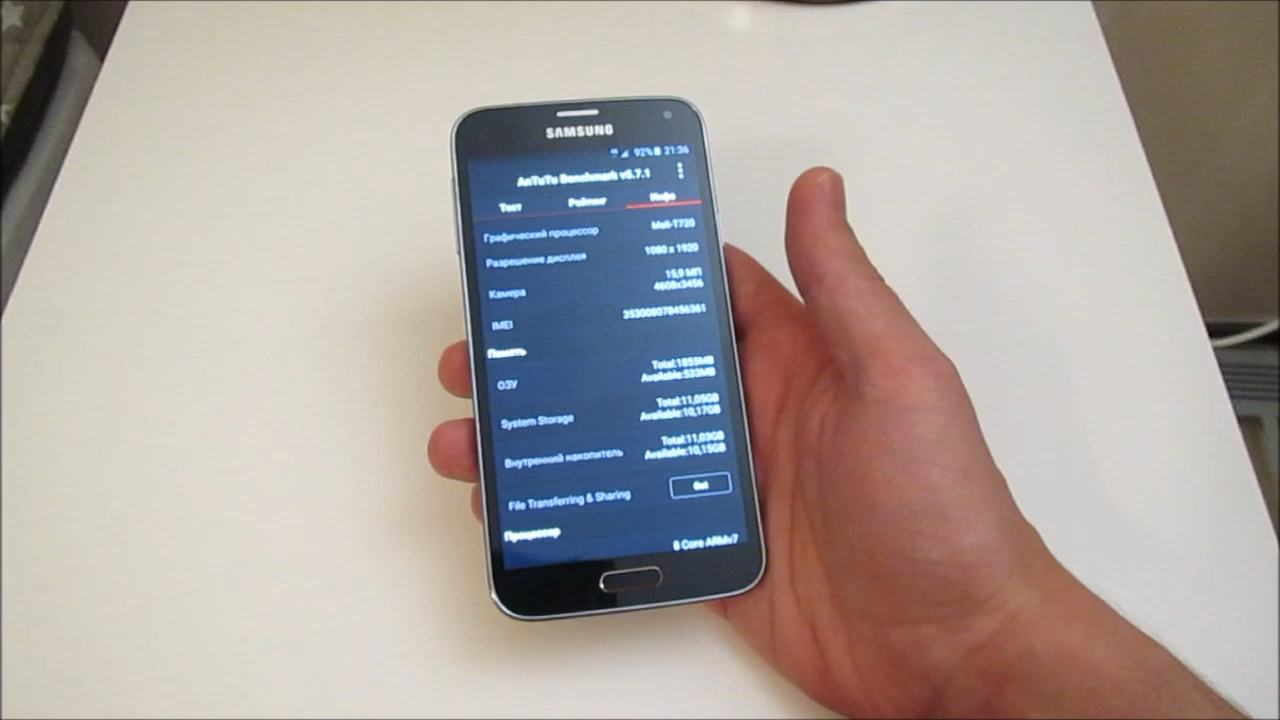 SAMSUNG
92% 21:36
AnTuTu Benchmark v5.7.1
Тест Рейтинг Инфо
Графический процессор Mali-T720
Разрешение дисплея 1080 x 1920
Камера 15,9 МП
4608x3456
IMEI 353008078456361
Память
ОЗУ Total:1855MB
Available:533MB
System Storage Total:11,05GB
Available:10,17GB
Внутренний накопитель Total:11,03GB
Available:10,15GB
File Transferring & Sharing Get
Процессор
8 Core ARMv7